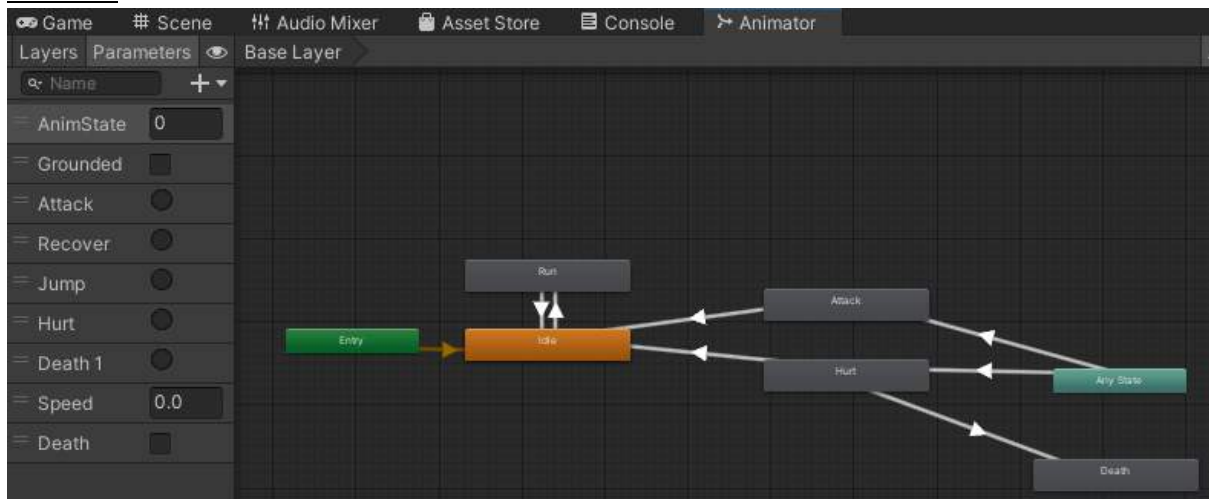 Game # Scene Audio Mixer Asset Store Console Animator
Layers Parameters Base Layer
Name
AnimState 0
Grounded
Attack
Recover
Jump
Hurt
Death 1
Speed 0.0
Death
Run
Attack
Entry
Idle
Hurt
Any State
Death